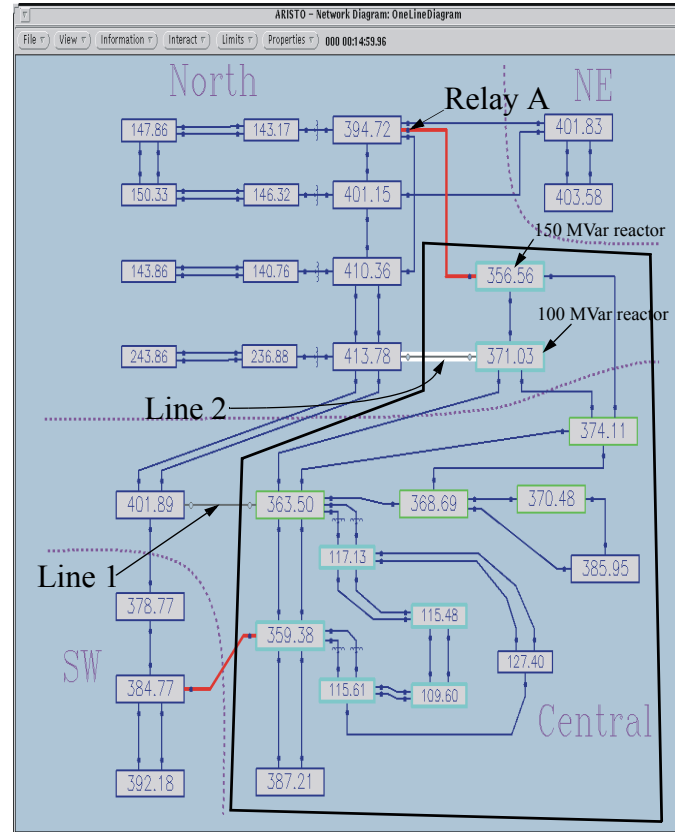 ARISTO - Network Diagram: OneLineDiagram
File View Information Interact Limits Properties 000 00:14:59.96
North
NE
Relay A
147.86 143.17 394.72 401.83
150.33 146.32 401.15 403.58
150 MVar reactor
143.86 140.76 410.36 356.56
100 MVar reactor
243.86 236.88 413.78 371.03
Line 2
374.11
401.89 363.50 368.69 370.48
117.13 385.95
Line 1
378.77 115.48
359.38 127.40
SW
384.77 115.61 109.60
Central
392.18 387.21